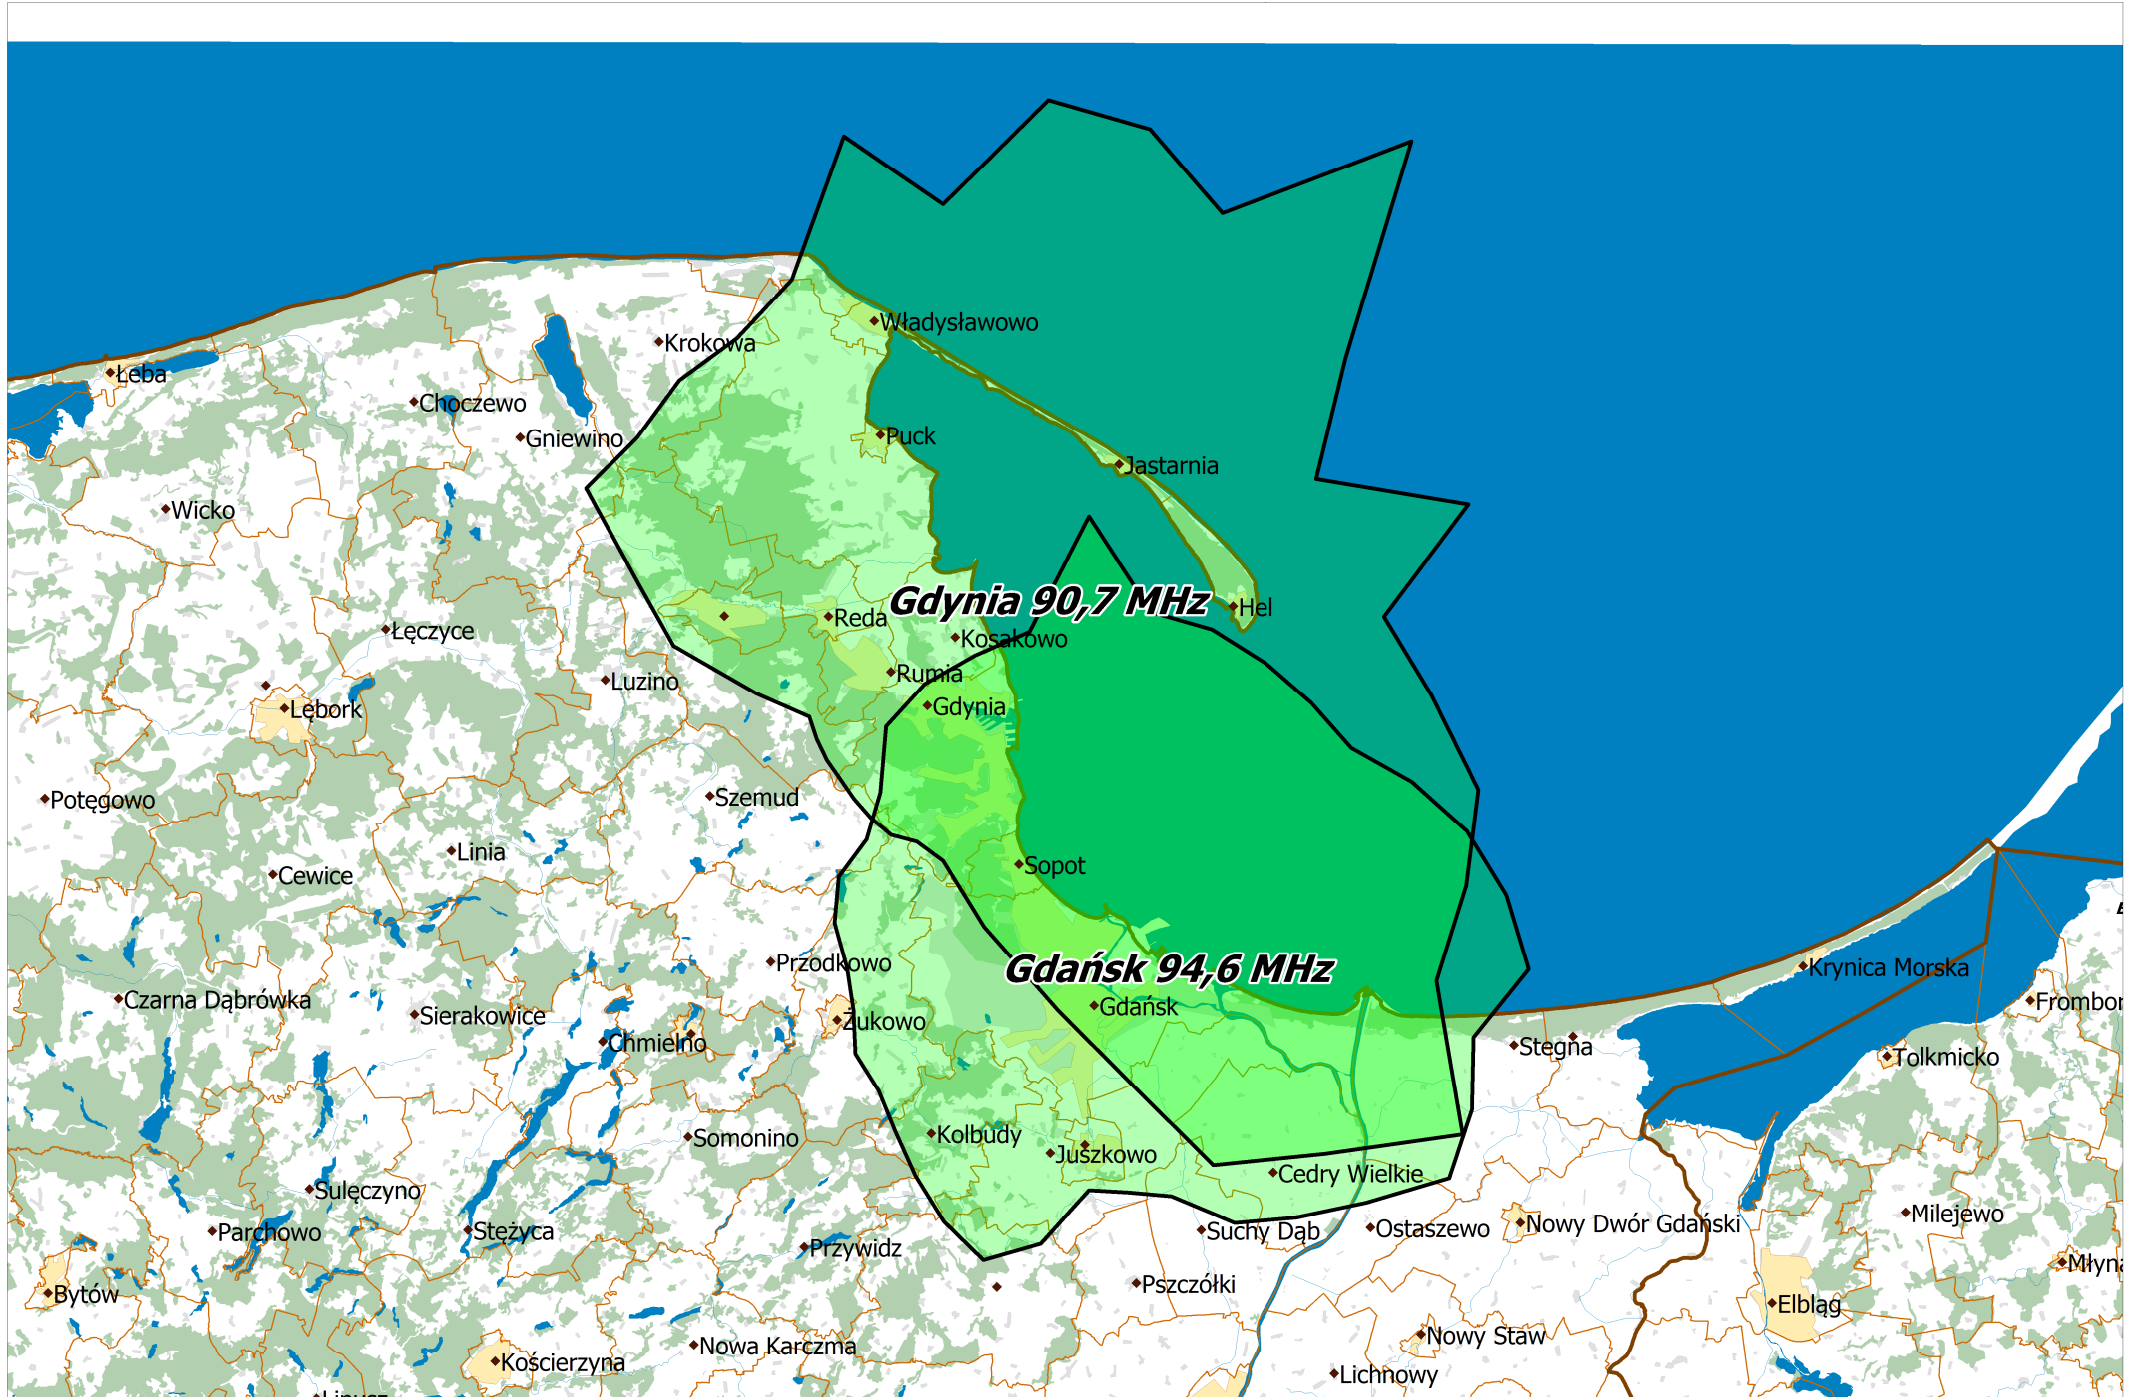 Władysławowo
Krokowa
Łeba
Choczewo
Gniewino
Puck
Jastarnia
Wicko
Gdynia 90,7 MHz
Hel
Reda
Łęczyce
Kosakowo
Rumia
Luzino
Gdynia
Lębork
Szemud
Potęgowo
Linia
Sopot
Cewice
Przodkowo
Gdańsk 94,6 MHz
Krynica Morska
Czarna Dąbrówka
Frombor
Sierakowice
Gdańsk
Żukowo
Chmielno
Stegna
Tolkmicko
Kolbudy
Somonino
Juszkowo
Cedry Wielkie
Sulęczyno
Milejewo
Parchowo
Stężyca
Suchy Dąb
Ostaszewo
Nowy Dwór Gdański
Przywidz
Młyna
Pszczółki
Bytów
Elbląg
Nowy Staw
Nowa Karczma
Kościerzyna
Lichnowy